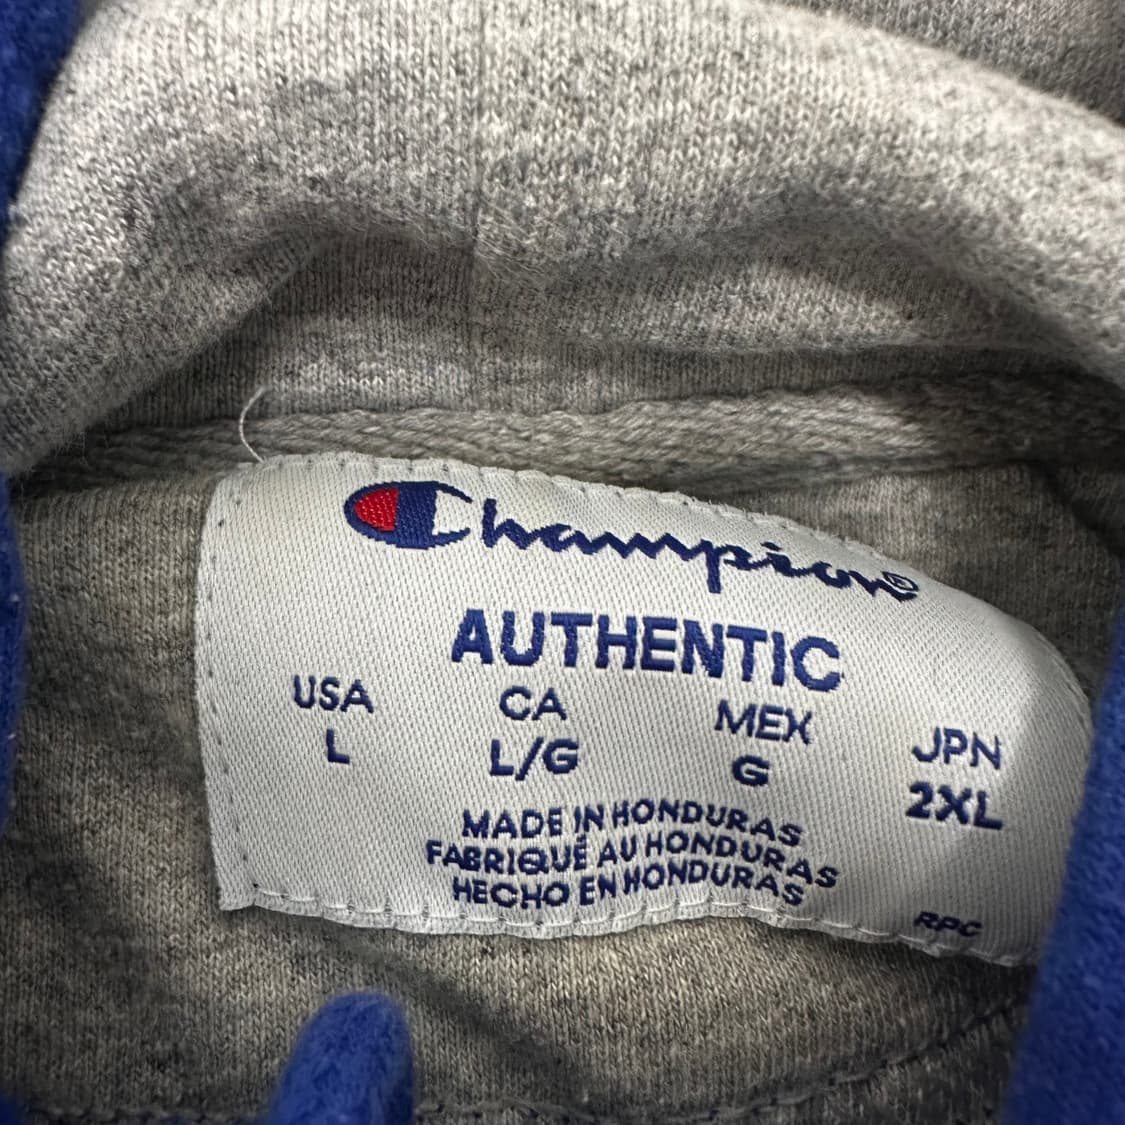 Champion®
AUTHENTIC
USA CA MEX JPN
L L/G G 2XL
MADE IN HONDURAS
FABRIQUÉ AU HONDURAS
HECHO EN HONDURAS
RPC